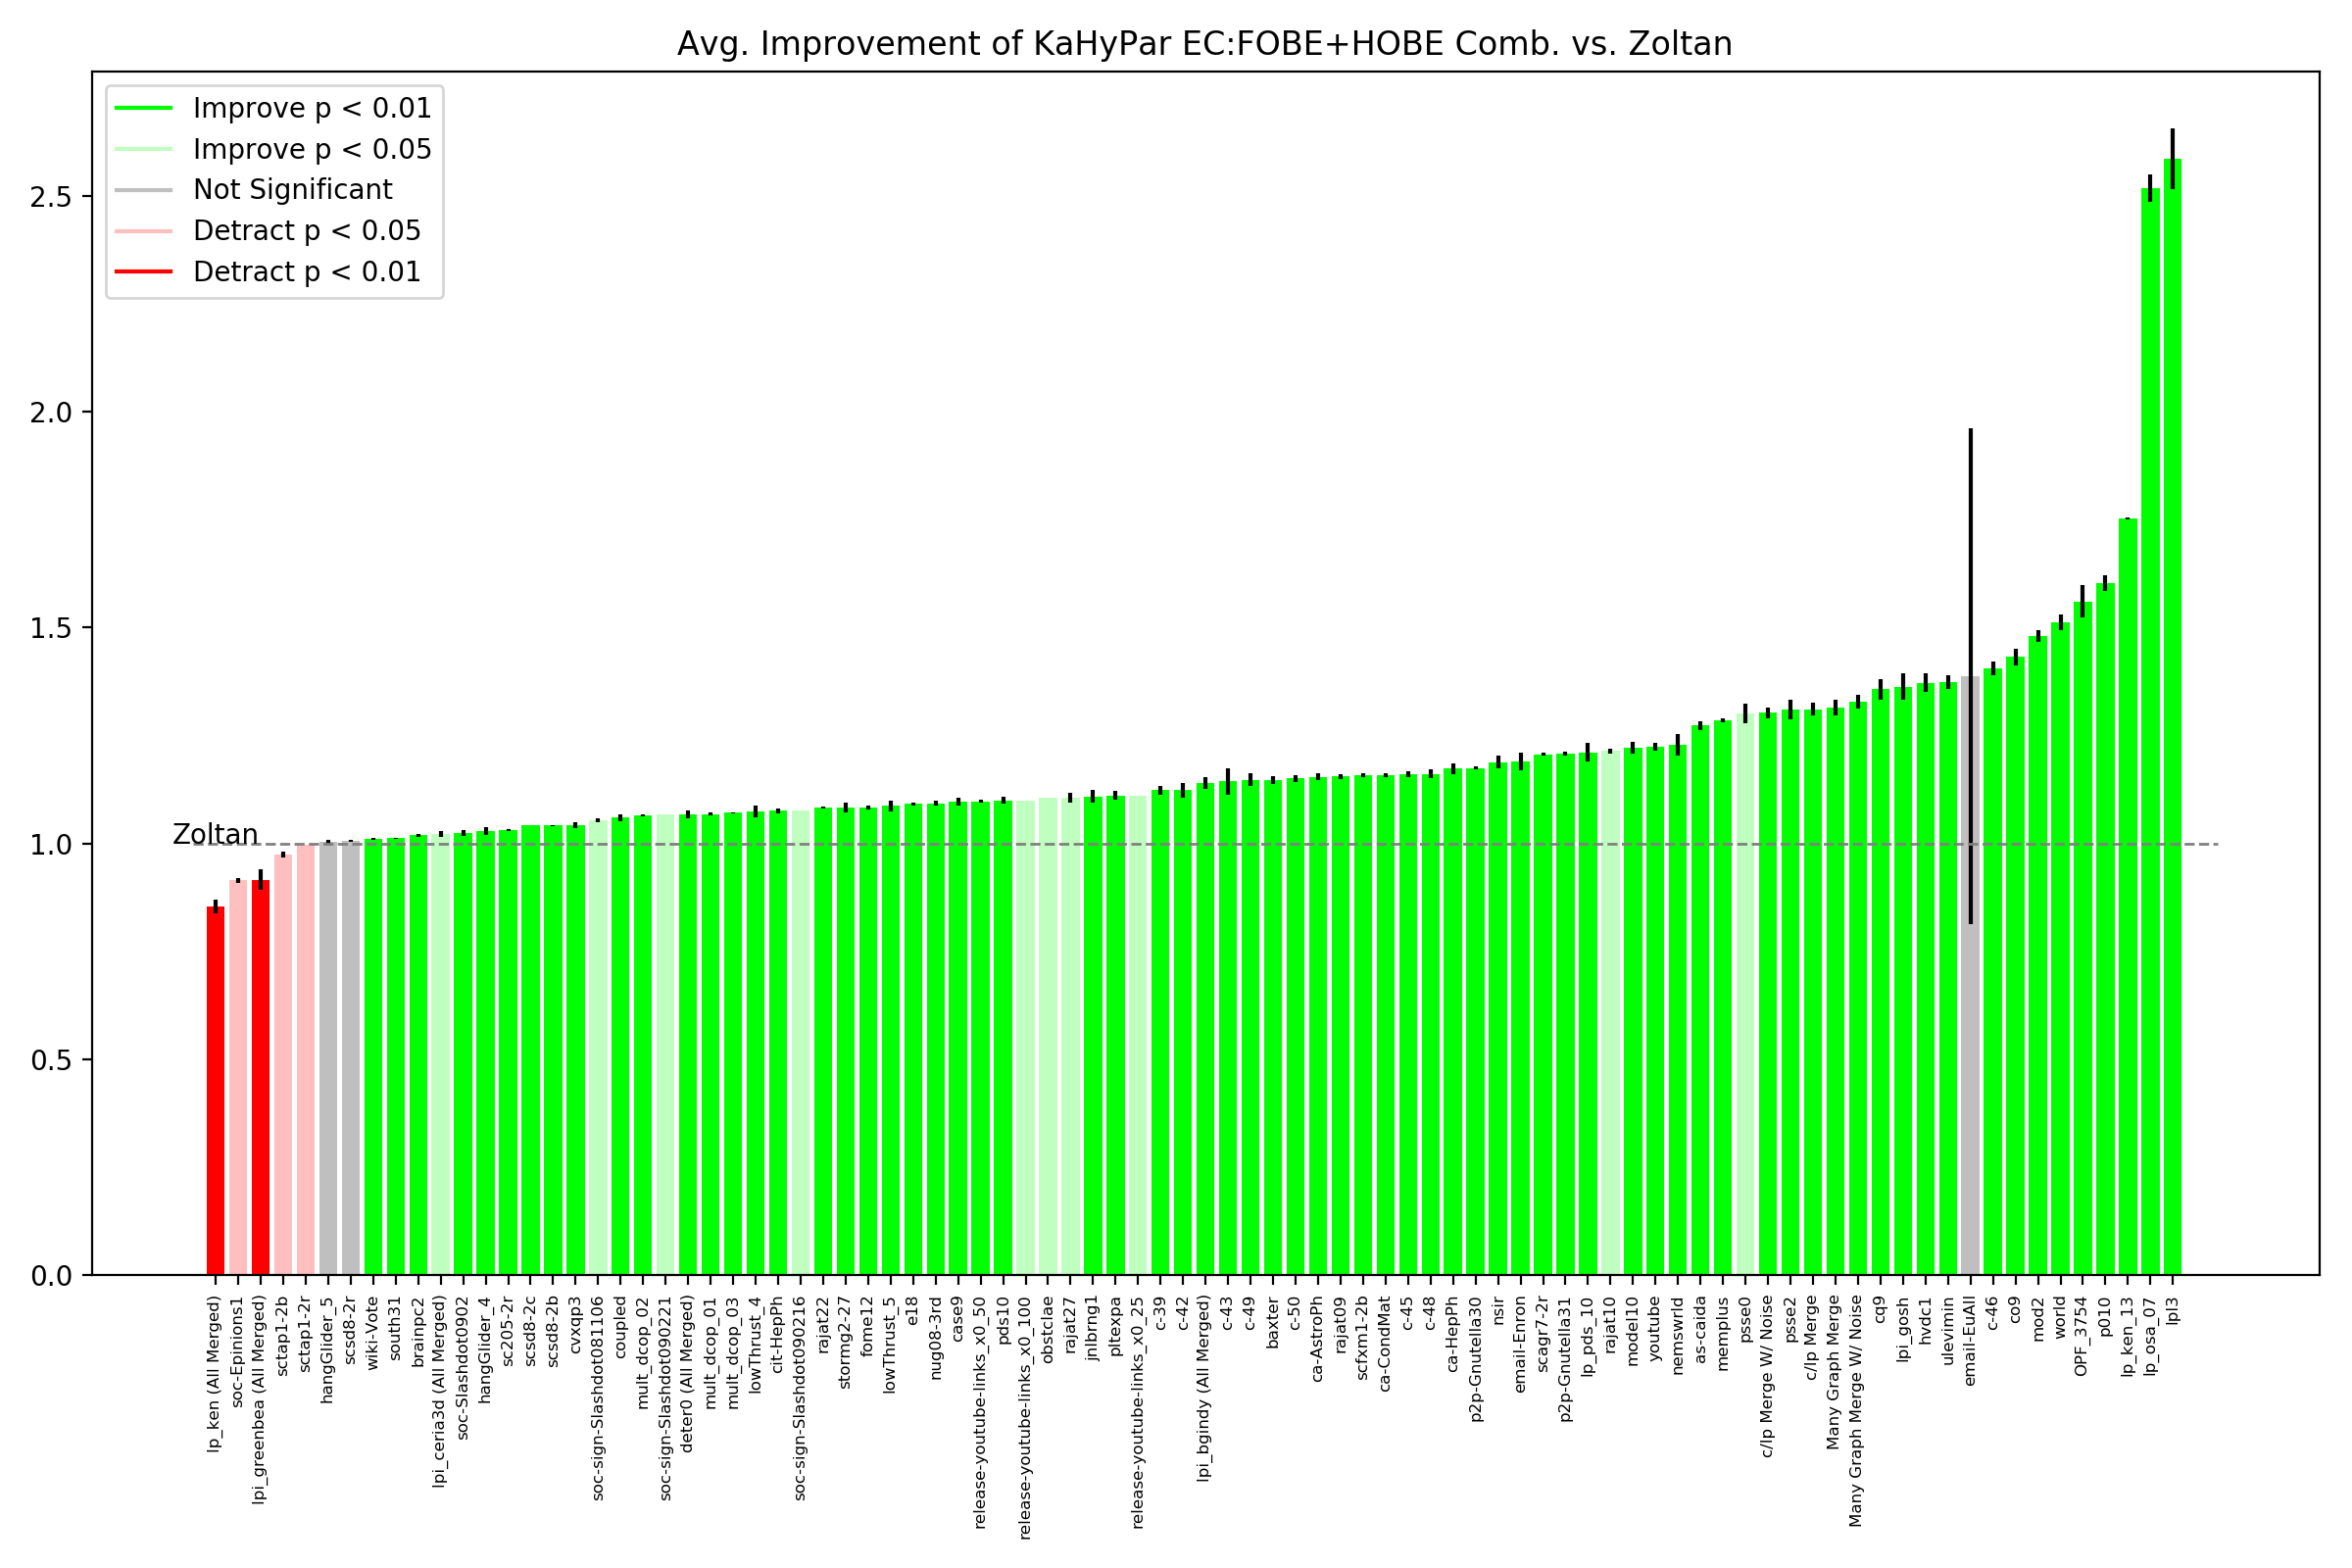 Avg. Improvement of KaHyPar EC:FOBE+HOBE Comb. vs. Zoltan
Improve p < 0.01
Improve p < 0.05
Not Significant
Detract p < 0.05
Detract p < 0.01
2.5
2.0
1.5
1.0
0.5
0.0
Zoltan
lp_ken (All Merged)
soc-Epinions1
lpi_greenbea (All Merged)
sctap1-2b
sctap1-2r
hangGlider_5
scsd8-2r
wiki-Vote
south31
brainpc2
lpi_ceria3d (All Merged)
soc-Slashdot0902
hangGlider_4
sc205-2r
scsd8-2c
scsd8-2b
cvxqp3
soc-sign-Slashdot081106
coupled
mult_dcop_02
soc-sign-Slashdot090221
deter0 (All Merged)
mult_dcop_01
mult_dcop_03
lowThrust_4
cit-HepPh
soc-sign-Slashdot090216
rajat22
stormg2-27
fome12
lowThrust_5
e18
nug08-3rd
case9
release-youtube-links_x0_50
pds10
release-youtube-links_x0_100
obstclae
rajat27
jnlbrng1
pltexpa
release-youtube-links_x0_25
c-39
c-42
lpi_bgindy (All Merged)
c-43
c-49
baxter
c-50
ca-AstroPh
rajat09
scfxm1-2b
ca-CondMat
c-45
c-48
ca-HepPh
p2p-Gnutella30
nsir
email-Enron
scagr7-2r
p2p-Gnutella31
lp_pds_10
rajat10
model10
youtube
nemswrld
as-caida
memplus
psse0
c/lp Merge W/ Noise
psse2
c/lp Merge
Many Graph Merge
Many Graph Merge W/ Noise
cq9
lpi_gosh
hvdc1
ulevimin
email-EuAll
c-46
co9
mod2
world
OPF_3754
p010
lp_ken_13
lp_osa_07
lpl3